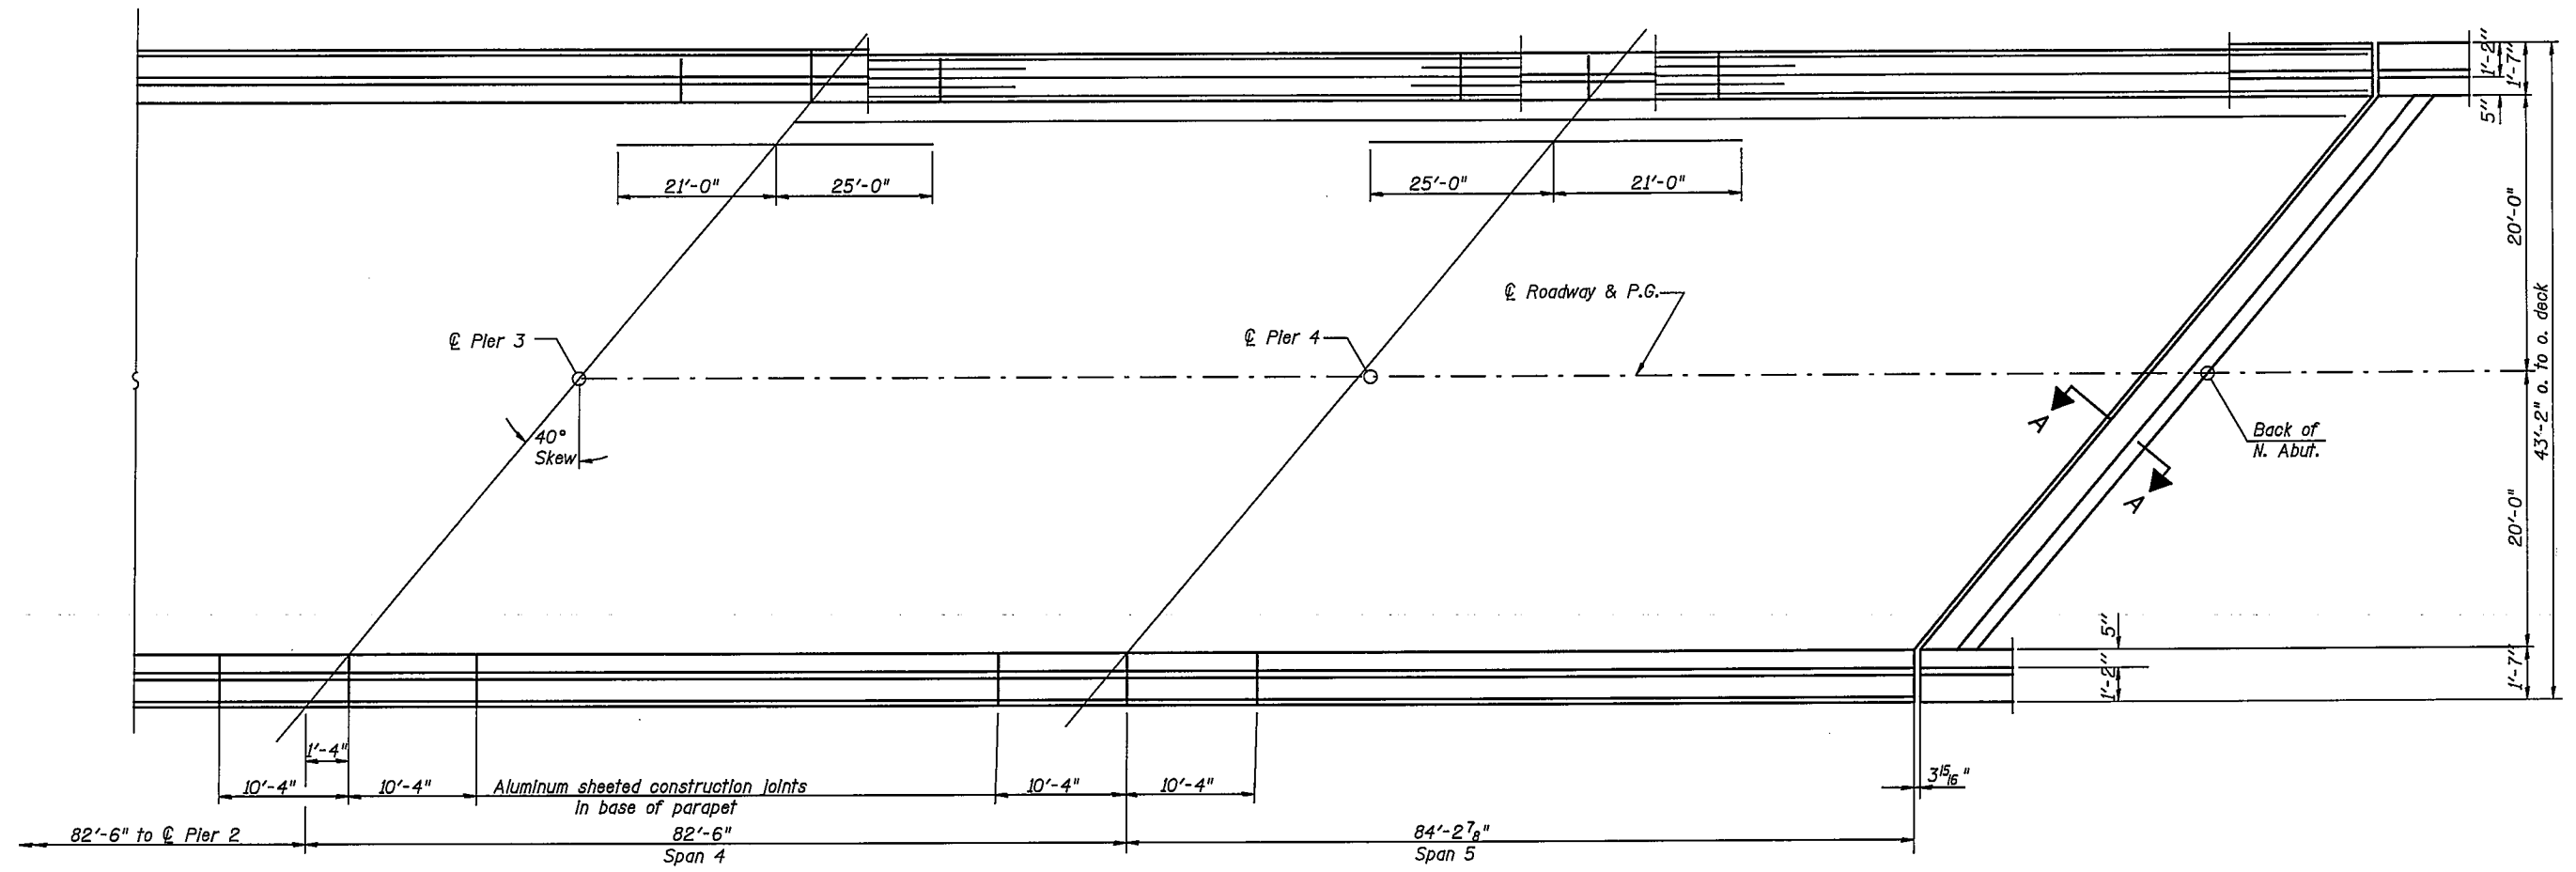 1'-2"
1'-7"
5"
21'-0"
25'-0"
25'-0"
21'-0"
20'-0"
℄ Roadway & P.G.
℄ Pier 3
℄ Pier 4
43'-2" o. to o. deck
40°
Skew
A
A
Back of
N. Abut.
20'-0"
5"
1'-2"
1'-7"
1'-4"
10'-4"
10'-4"
Aluminum sheeted construction joints
in base of parapet
10'-4"
10'-4"
3 15/16"
82'-6" to ℄ Pier 2
82'-6"
Span 4
84'-2 7/8"
Span 5